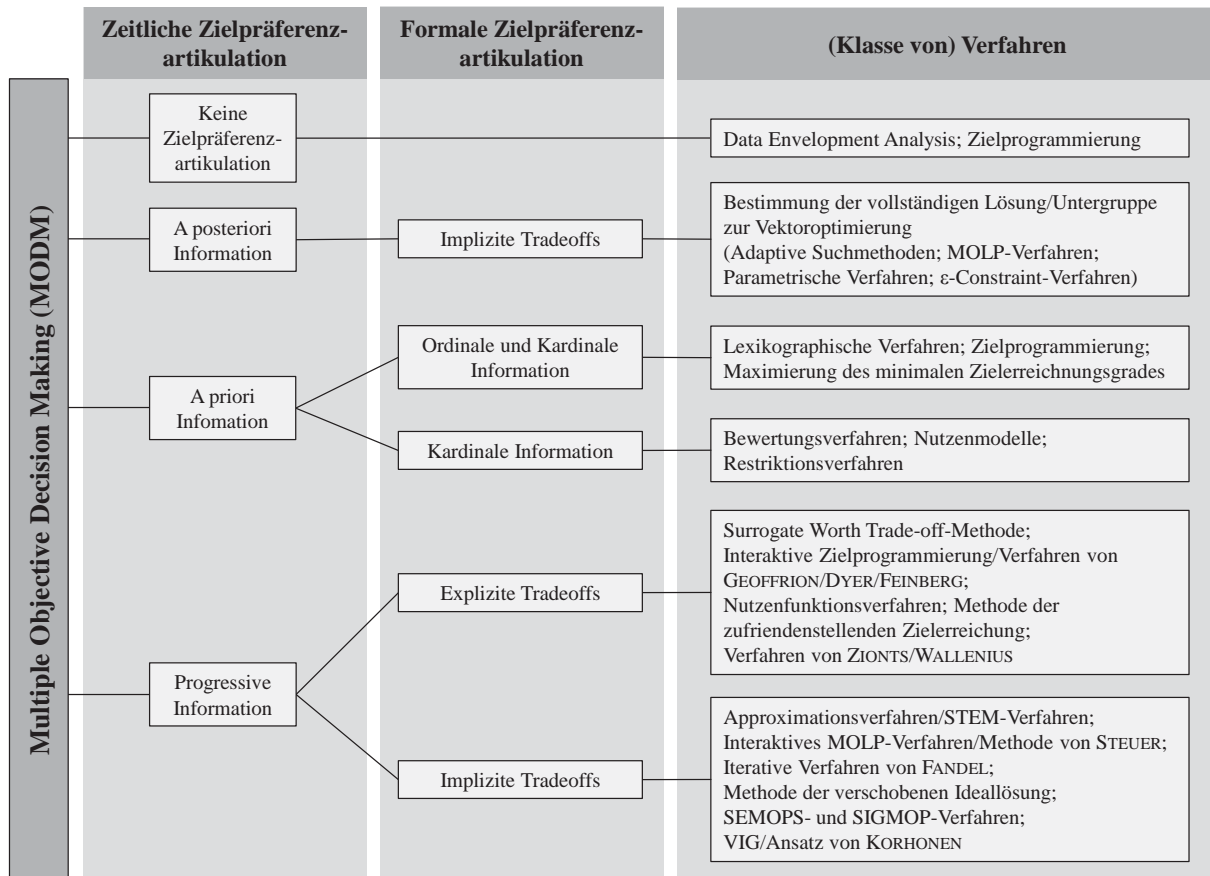 Zeitliche Zielpräferenz-
artikulation
Formale Zielpräferenz-
artikulation
(Klasse von) Verfahren
Multiple Objective Decision Making (MODM)
Keine
Zielpräferenz-
artikulation
Data Envelopment Analysis; Zielprogrammierung
A posteriori
Information
Implizite Tradeoffs
Bestimmung der vollständigen Lösung/Untergruppe
zur Vektoroptimierung
(Adaptive Suchmethoden; MOLP-Verfahren;
Parametrische Verfahren; ε-Constraint-Verfahren)
A priori
Infomation
Ordinale und Kardinale
Information
Lexikographische Verfahren; Zielprogrammierung;
Maximierung des minimalen Zielerreichungsgrades
Kardinale Information
Bewertungsverfahren; Nutzenmodelle;
Restriktionsverfahren
Progressive
Information
Explizite Tradeoffs
Surrogate Worth Trade-off-Methode;
Interaktive Zielprogrammierung/Verfahren von
GEOFFRION/DYER/FEINBERG;
Nutzenfunktionsverfahren; Methode der
zufriendenstellenden Zielerreichung;
Verfahren von ZIONTS/WALLENIUS
Implizite Tradeoffs
Approximationsverfahren/STEM-Verfahren;
Interaktives MOLP-Verfahren/Methode von STEUER;
Iterative Verfahren von FANDEL;
Methode der verschobenen Ideallösung;
SEMOPS- und SIGMOP-Verfahren;
VIG/Ansatz von KORHONEN